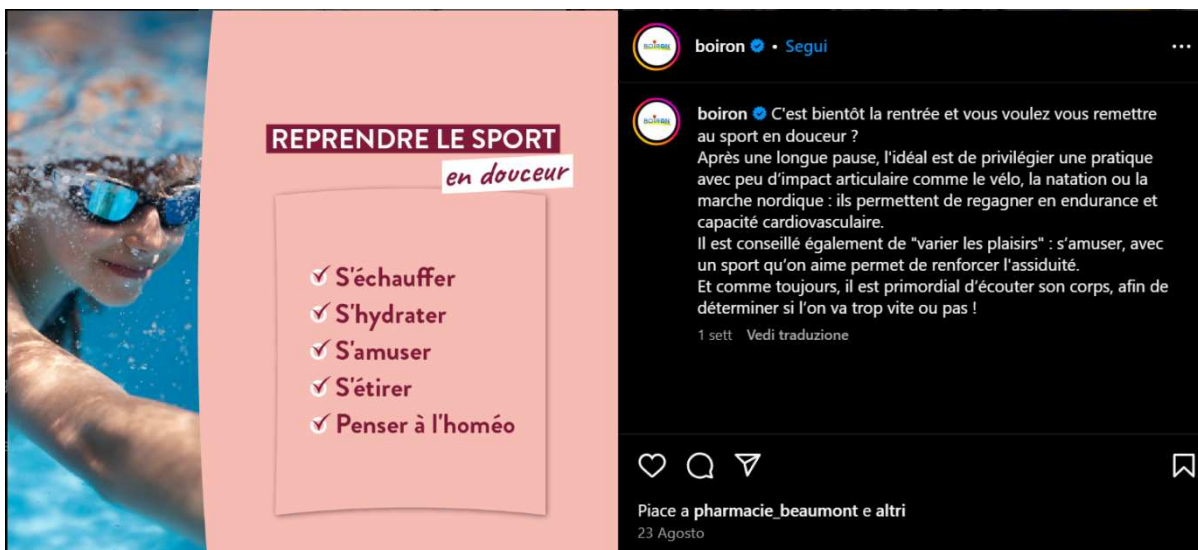 REPRENDRE LE SPORT
en douceur
S'échauffer
S'hydrater
S'amuser
S'étirer
Penser à l'homéo
BOIRON
boiron • Segui
BOIRON
boiron C'est bientôt la rentrée et vous voulez vous remettre
au sport en douceur ?
Après une longue pause, l'idéal est de privilégier une pratique
avec peu d'impact articulaire comme le vélo, la natation ou la
marche nordique : ils permettent de regagner en endurance et
capacité cardiovasculaire.
Il est conseillé également de "varier les plaisirs" : s'amuser, avec
un sport qu'on aime permet de renforcer l'assiduité.
Et comme toujours, il est primordial d'écouter son corps, afin de
déterminer si l'on va trop vite ou pas !
1 sett Vedi traduzione
Piace a pharmacie_beaumont e altri
23 Agosto